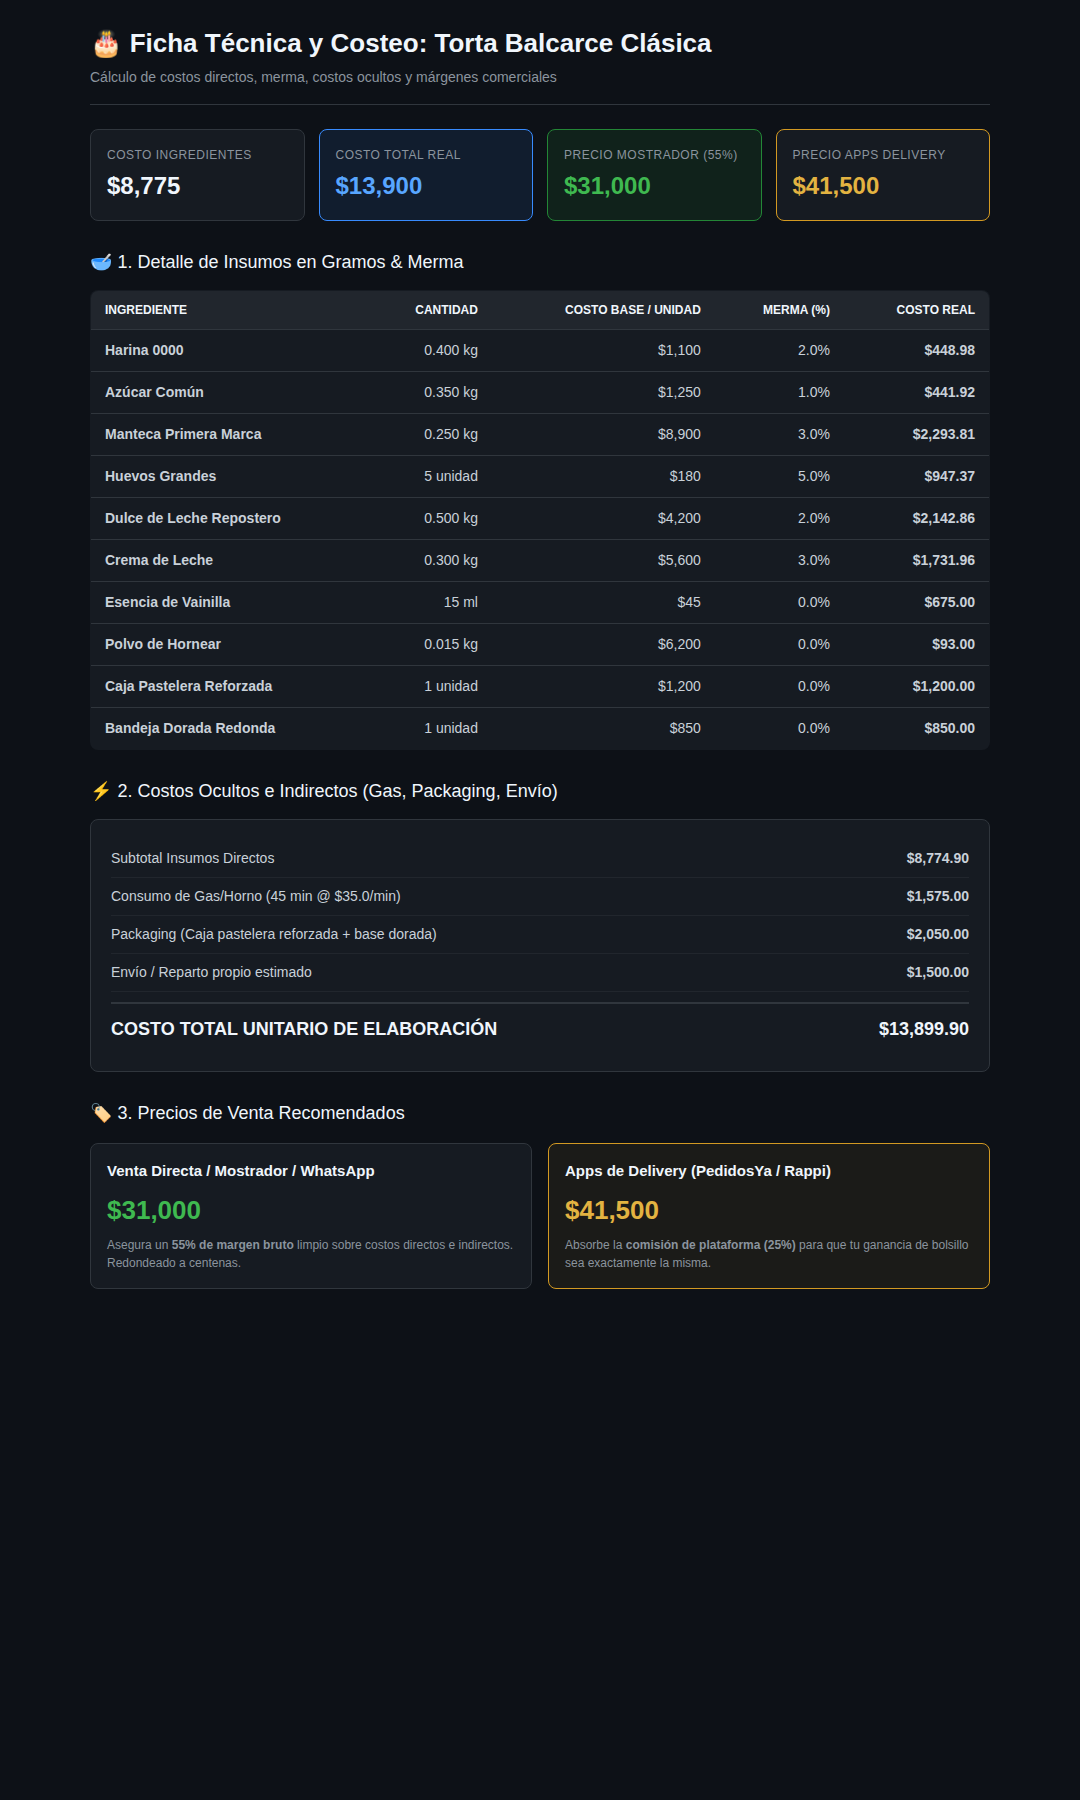 🎂 Ficha Técnica y Costeo: Torta Balcarce Clásica
Cálculo de costos directos, merma, costos ocultos y márgenes comerciales
COSTO INGREDIENTES
$8,775
COSTO TOTAL REAL
$13,900
PRECIO MOSTRADOR (55%)
$31,000
PRECIO APPS DELIVERY
$41,500
🥣 1. Detalle de Insumos en Gramos & Merma
INGREDIENTE CANTIDAD COSTO BASE / UNIDAD MERMA (%) COSTO REAL
Harina 0000 0.400 kg $1,100 2.0% $448.98
Azúcar Común 0.350 kg $1,250 1.0% $441.92
Manteca Primera Marca 0.250 kg $8,900 3.0% $2,293.81
Huevos Grandes 5 unidad $180 5.0% $947.37
Dulce de Leche Repostero 0.500 kg $4,200 2.0% $2,142.86
Crema de Leche 0.300 kg $5,600 3.0% $1,731.96
Esencia de Vainilla 15 ml $45 0.0% $675.00
Polvo de Hornear 0.015 kg $6,200 0.0% $93.00
Caja Pastelera Reforzada 1 unidad $1,200 0.0% $1,200.00
Bandeja Dorada Redonda 1 unidad $850 0.0% $850.00
⚡ 2. Costos Ocultos e Indirectos (Gas, Packaging, Envío)
Subtotal Insumos Directos $8,774.90
Consumo de Gas/Horno (45 min @ $35.0/min) $1,575.00
Packaging (Caja pastelera reforzada + base dorada) $2,050.00
Envío / Reparto propio estimado $1,500.00
COSTO TOTAL UNITARIO DE ELABORACIÓN $13,899.90
🏷️ 3. Precios de Venta Recomendados
Venta Directa / Mostrador / WhatsApp
$31,000
Asegura un 55% de margen bruto limpio sobre costos directos e indirectos.
Redondeado a centenas.
Apps de Delivery (PedidosYa / Rappi)
$41,500
Absorbe la comisión de plataforma (25%) para que tu ganancia de bolsillo
sea exactamente la misma.